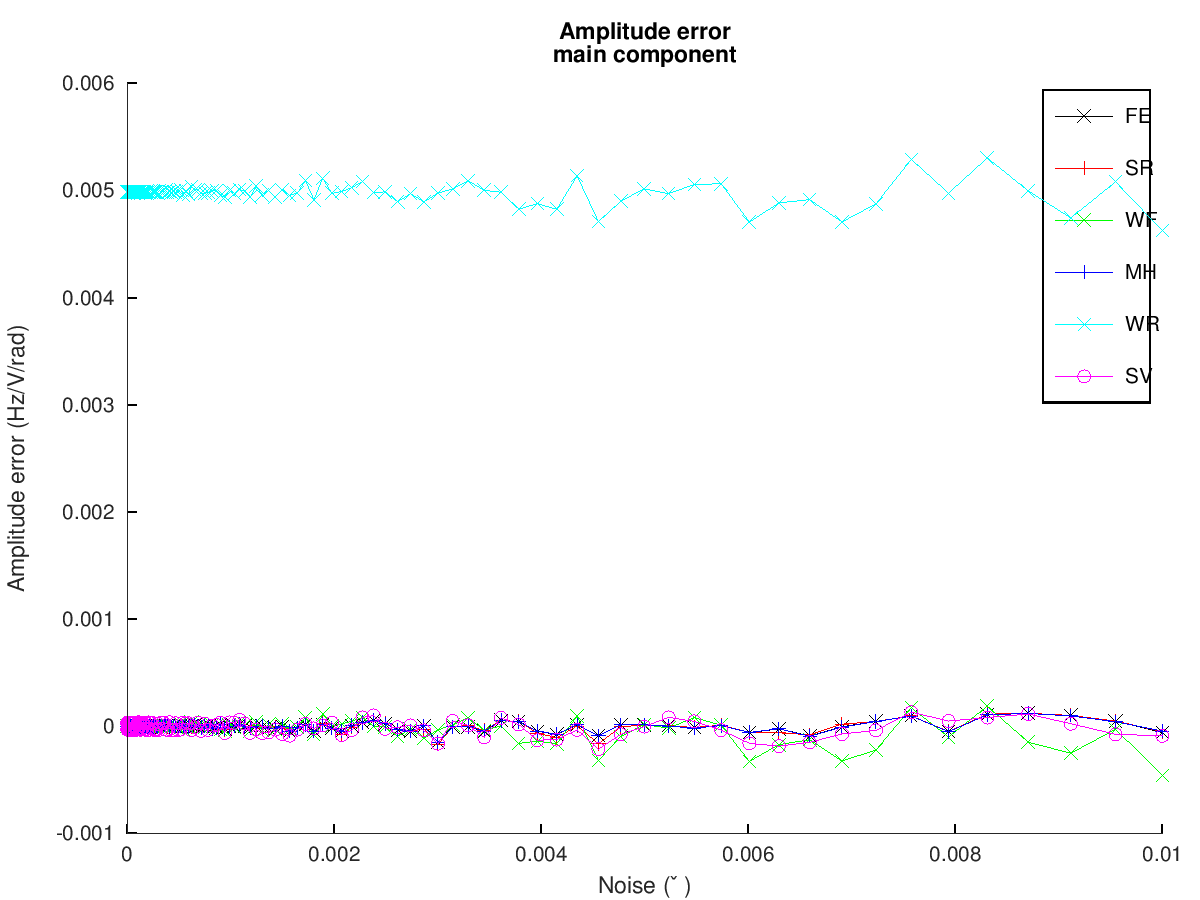 Amplitude error
main component
0.006
0.005
0.004
0.003
0.002
0.001
0
-0.001
Amplitude error (Hz/V/rad)
FE
SR
WF
MH
WR
SV
0
0.002
0.004
0.006
0.008
0.01
Noise (ˇ )